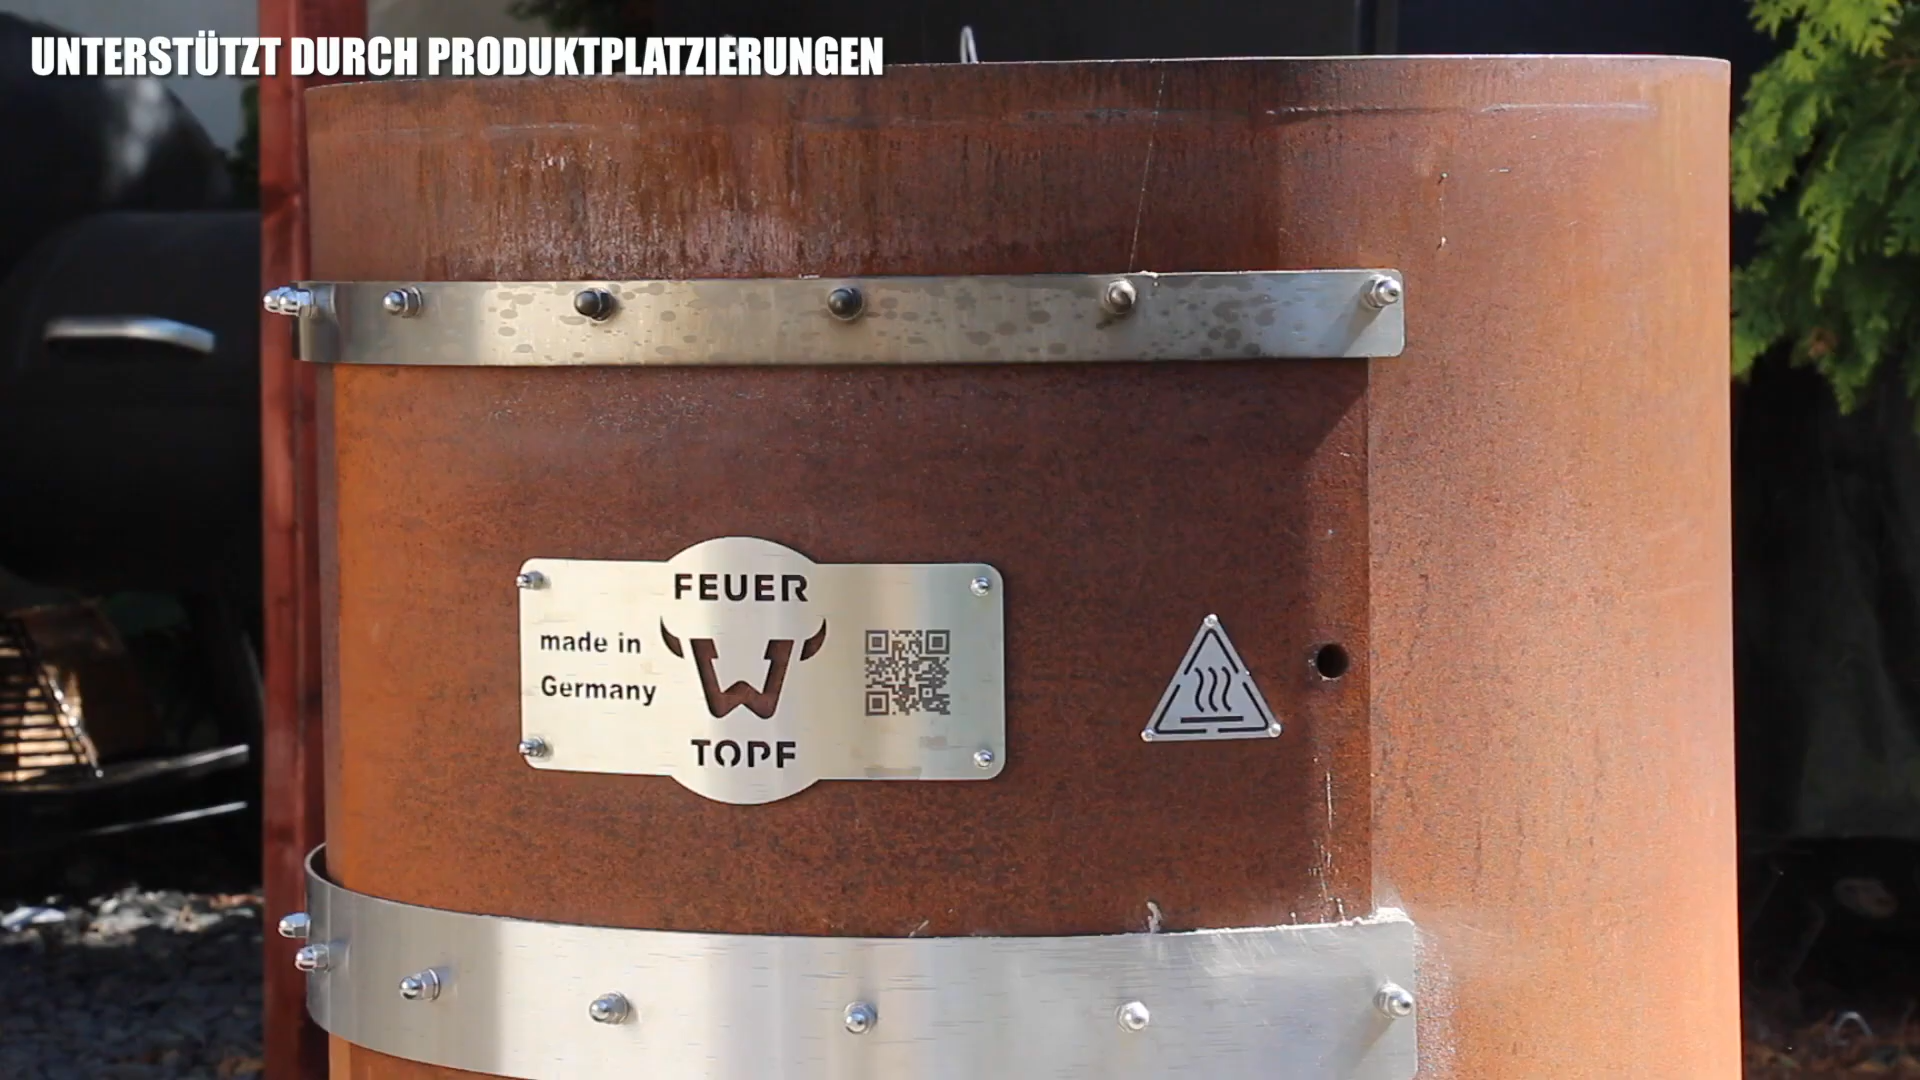 UNTERSTÜTZT DURCH PRODUKTPLATZIERUNGEN
FEUER
made in
Germany
W
TOPF